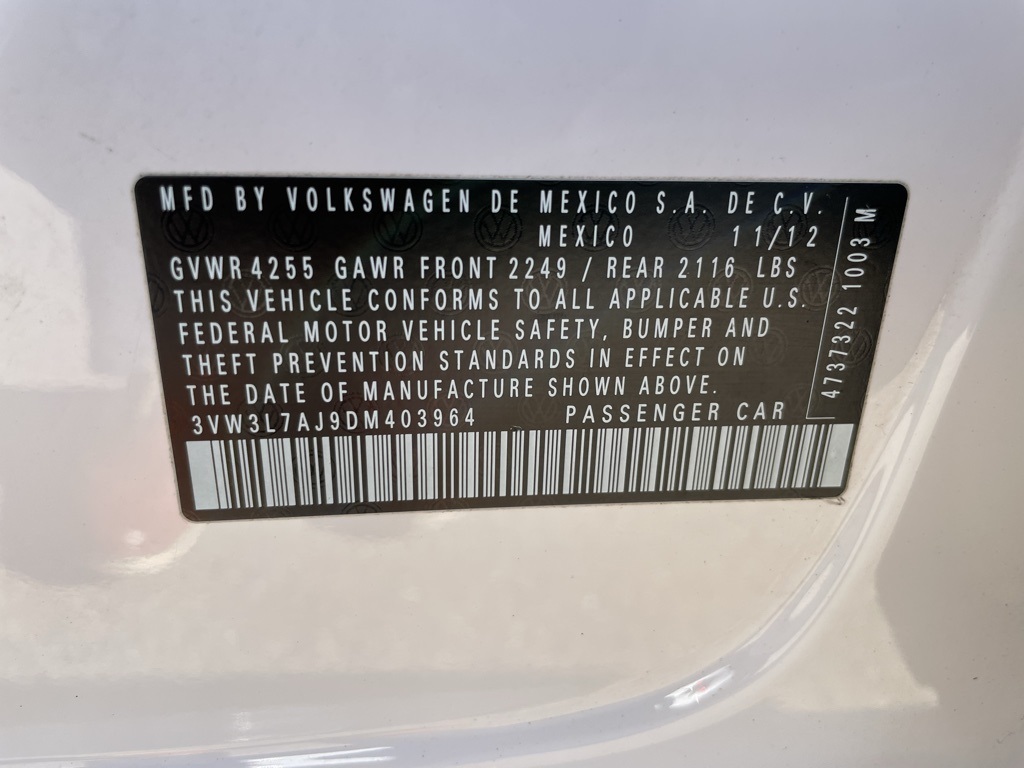 MFD BY VOLKSWAGEN DE MEXICO S.A. DE C.V.
MEXICO 11/12
GVWR 4255 GAWR FRONT 2249 / REAR 2116 LBS
THIS VEHICLE CONFORMS TO ALL APPLICABLE U.S.
FEDERAL MOTOR VEHICLE SAFETY, BUMPER AND
THEFT PREVENTION STANDARDS IN EFFECT ON
THE DATE OF MANUFACTURE SHOWN ABOVE.
3VW3L7AJ9DM403964 PASSENGER CAR
4737322 1003 M